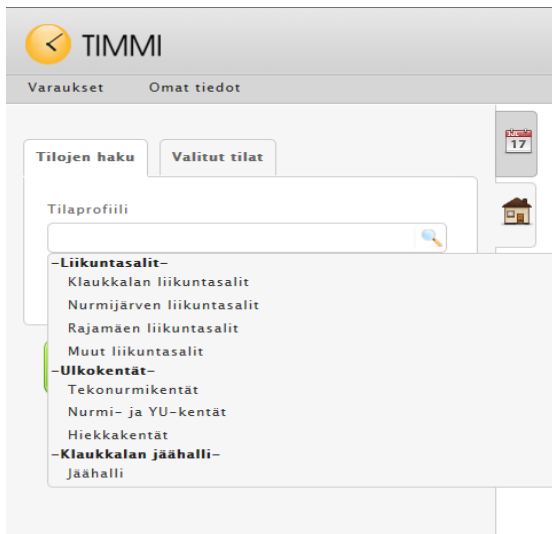 TIMMI
Varaukset Omat tiedot
Tilojen haku Valitut tilat
17
Tilaprofiili
–Liikuntasalit–
Klaukkalan liikuntasalit
Nurmijärven liikuntasalit
Rajamäen liikuntasalit
Muut liikuntasalit
–Ulkokentät–
Tekonurmikentät
Nurmi– ja YU–kentät
Hiekkakentät
–Klaukkalan jäähalli–
Jäähalli